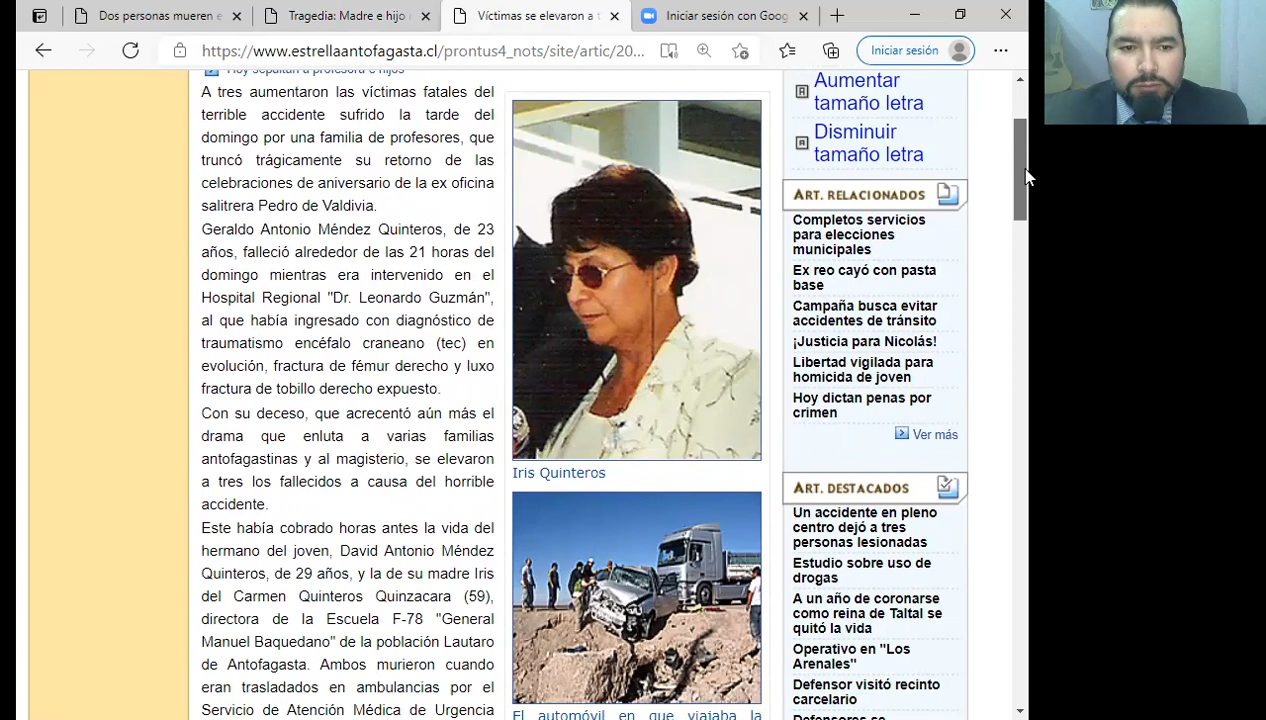 Dos personas mueren e
Tragedia: Madre e hijo
Víctimas se elevaron a t
Iniciar sesión con Goog
https://www.estrellaantofagasta.cl/prontus4_nots/site/artic/20...
Iniciar sesión
Hoy sepultan a profesora e hijos
A tres aumentaron las víctimas fatales del
terrible accidente sufrido la tarde del
domingo por una familia de profesores, que
truncó trágicamente su retorno de las
celebraciones de aniversario de la ex oficina
salitrera Pedro de Valdivia.
Geraldo Antonio Méndez Quinteros, de 23
años, falleció alrededor de las 21 horas del
domingo mientras era intervenido en el
Hospital Regional "Dr. Leonardo Guzmán",
al que había ingresado con diagnóstico de
traumatismo encéfalo craneano (tec) en
evolución, fractura de fémur derecho y luxo
fractura de tobillo derecho expuesto.
Con su deceso, que acrecentó aún más el
drama que enluta a varias familias
antofagastinas y al magisterio, se elevaron
a tres los fallecidos a causa del horrible
accidente.
Este había cobrado horas antes la vida del
hermano del joven, David Antonio Méndez
Quinteros, de 29 años, y la de su madre Iris
del Carmen Quinteros Quinzacara (59),
directora de la Escuela F-78 "General
Manuel Baquedano" de la población Lautaro
de Antofagasta. Ambos murieron cuando
eran trasladados en ambulancias por el
Servicio de Atención Médica de Urgencia
Iris Quinteros
El automóvil en que viajaba la
Aumentar
tamaño letra
Disminuir
tamaño letra
ART. RELACIONADOS
Completos servicios
para elecciones
municipales
Ex reo cayó con pasta
base
Campaña busca evitar
accidentes de tránsito
¡Justicia para Nicolás!
Libertad vigilada para
homicida de joven
Hoy dictan penas por
crimen
Ver más
ART. DESTACADOS
Un accidente en pleno
centro dejó a tres
personas lesionadas
Estudio sobre uso de
drogas
A un año de coronarse
como reina de Taltal se
quitó la vida
Operativo en "Los
Arenales"
Defensor visitó recinto
carcelario
Defensores se